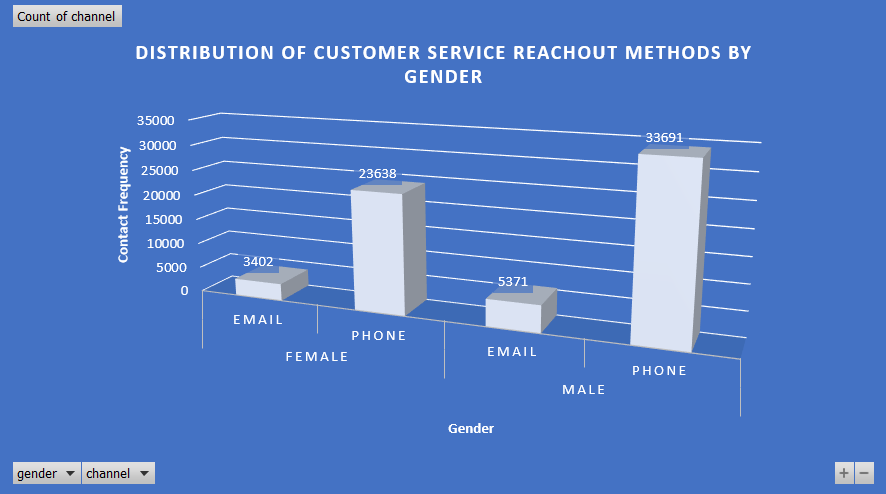 Count of channel
DISTRIBUTION OF CUSTOMER SERVICE REACHOUT METHODS BY
GENDER
Contact Frequency
35000
30000
25000
20000
15000
10000
5000
0
3402
23638
5371
33691
EMAIL
PHONE
EMAIL
PHONE
FEMALE
MALE
Gender
gender
channel
+
−